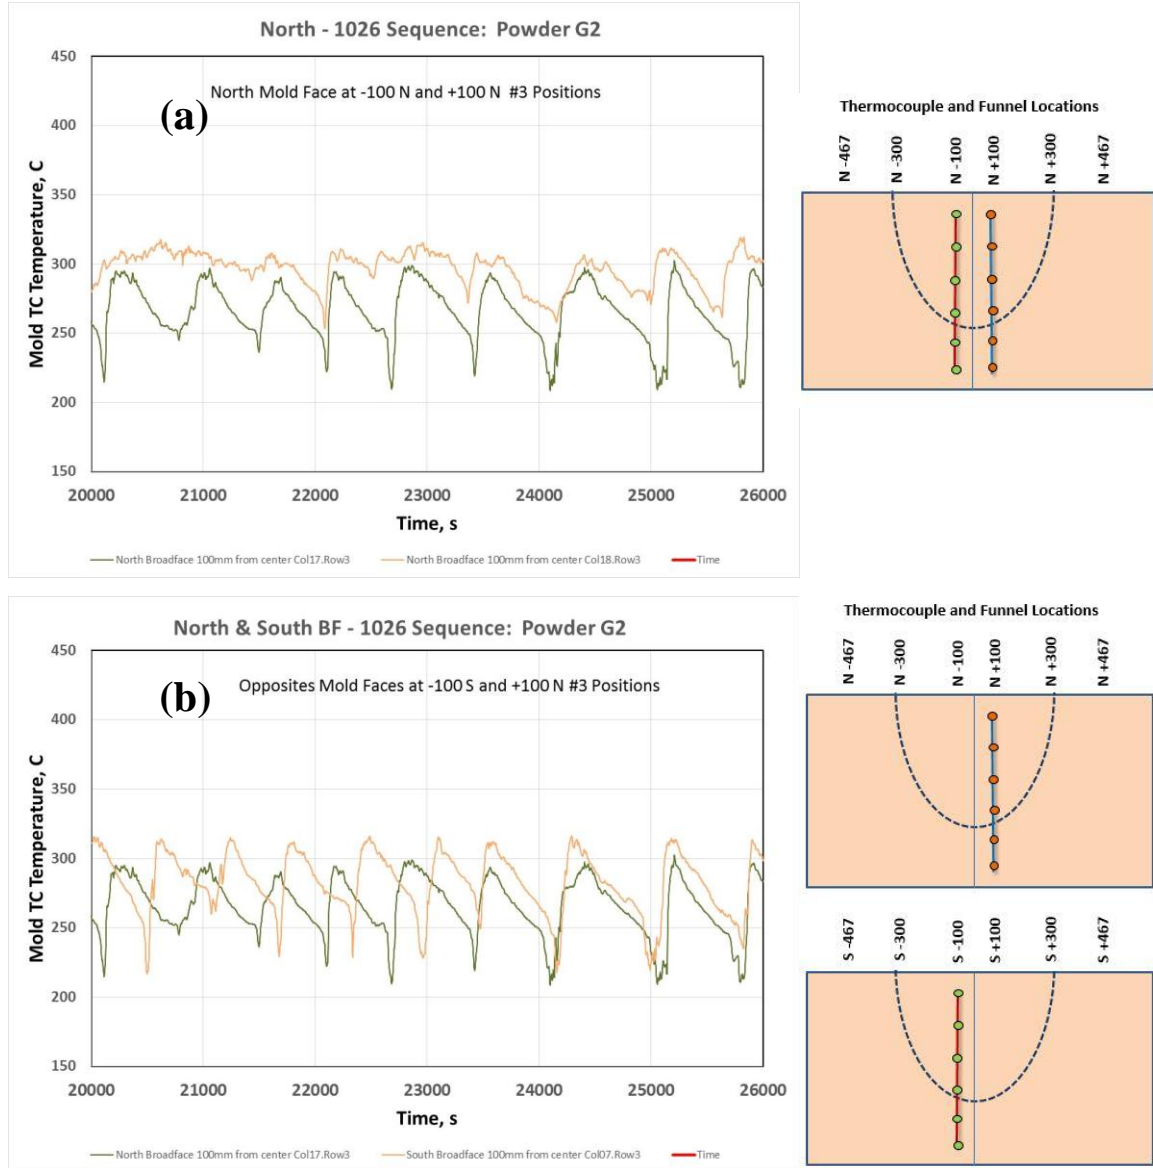 North - 1026 Sequence: Powder G2
(a)
North Mold Face at -100 N and +100 N #3 Positions
Mold TC Temperature, C
450
400
350
300
250
200
150
20000 21000 22000 23000 24000 25000 26000
Time, s
North Broadface 100mm from center Col17.Row3 North Broadface 100mm from center Col18.Row3 Time
Thermocouple and Funnel Locations
N -467 N -300 N -100 N +100 N +300 N +467
North & South BF - 1026 Sequence: Powder G2
(b)
Opposites Mold Faces at -100 S and +100 N #3 Positions
Mold TC Temperature, C
450
400
350
300
250
200
150
20000 21000 22000 23000 24000 25000 26000
Time, s
North Broadface 100mm from center Col17.Row3 South Broadface 100mm from center Col07.Row3 Time
Thermocouple and Funnel Locations
N -467 N -300 N -100 N +100 N +300 N +467
S -467 S -300 S -100 S +100 S +300 S +467